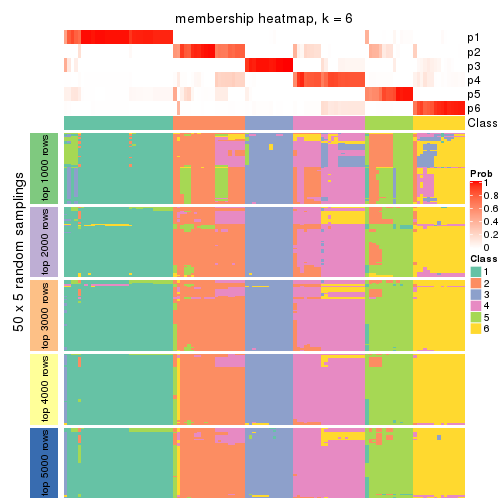 membership heatmap, k = 6
p1
p2
p3
p4
p5
p6
Class
50 x 5 random samplings
top 1000 rows
top 2000 rows
top 3000 rows
top 4000 rows
top 5000 rows
Prob
1
0.8
0.6
0.4
0.2
0
Class
1
2
3
4
5
6